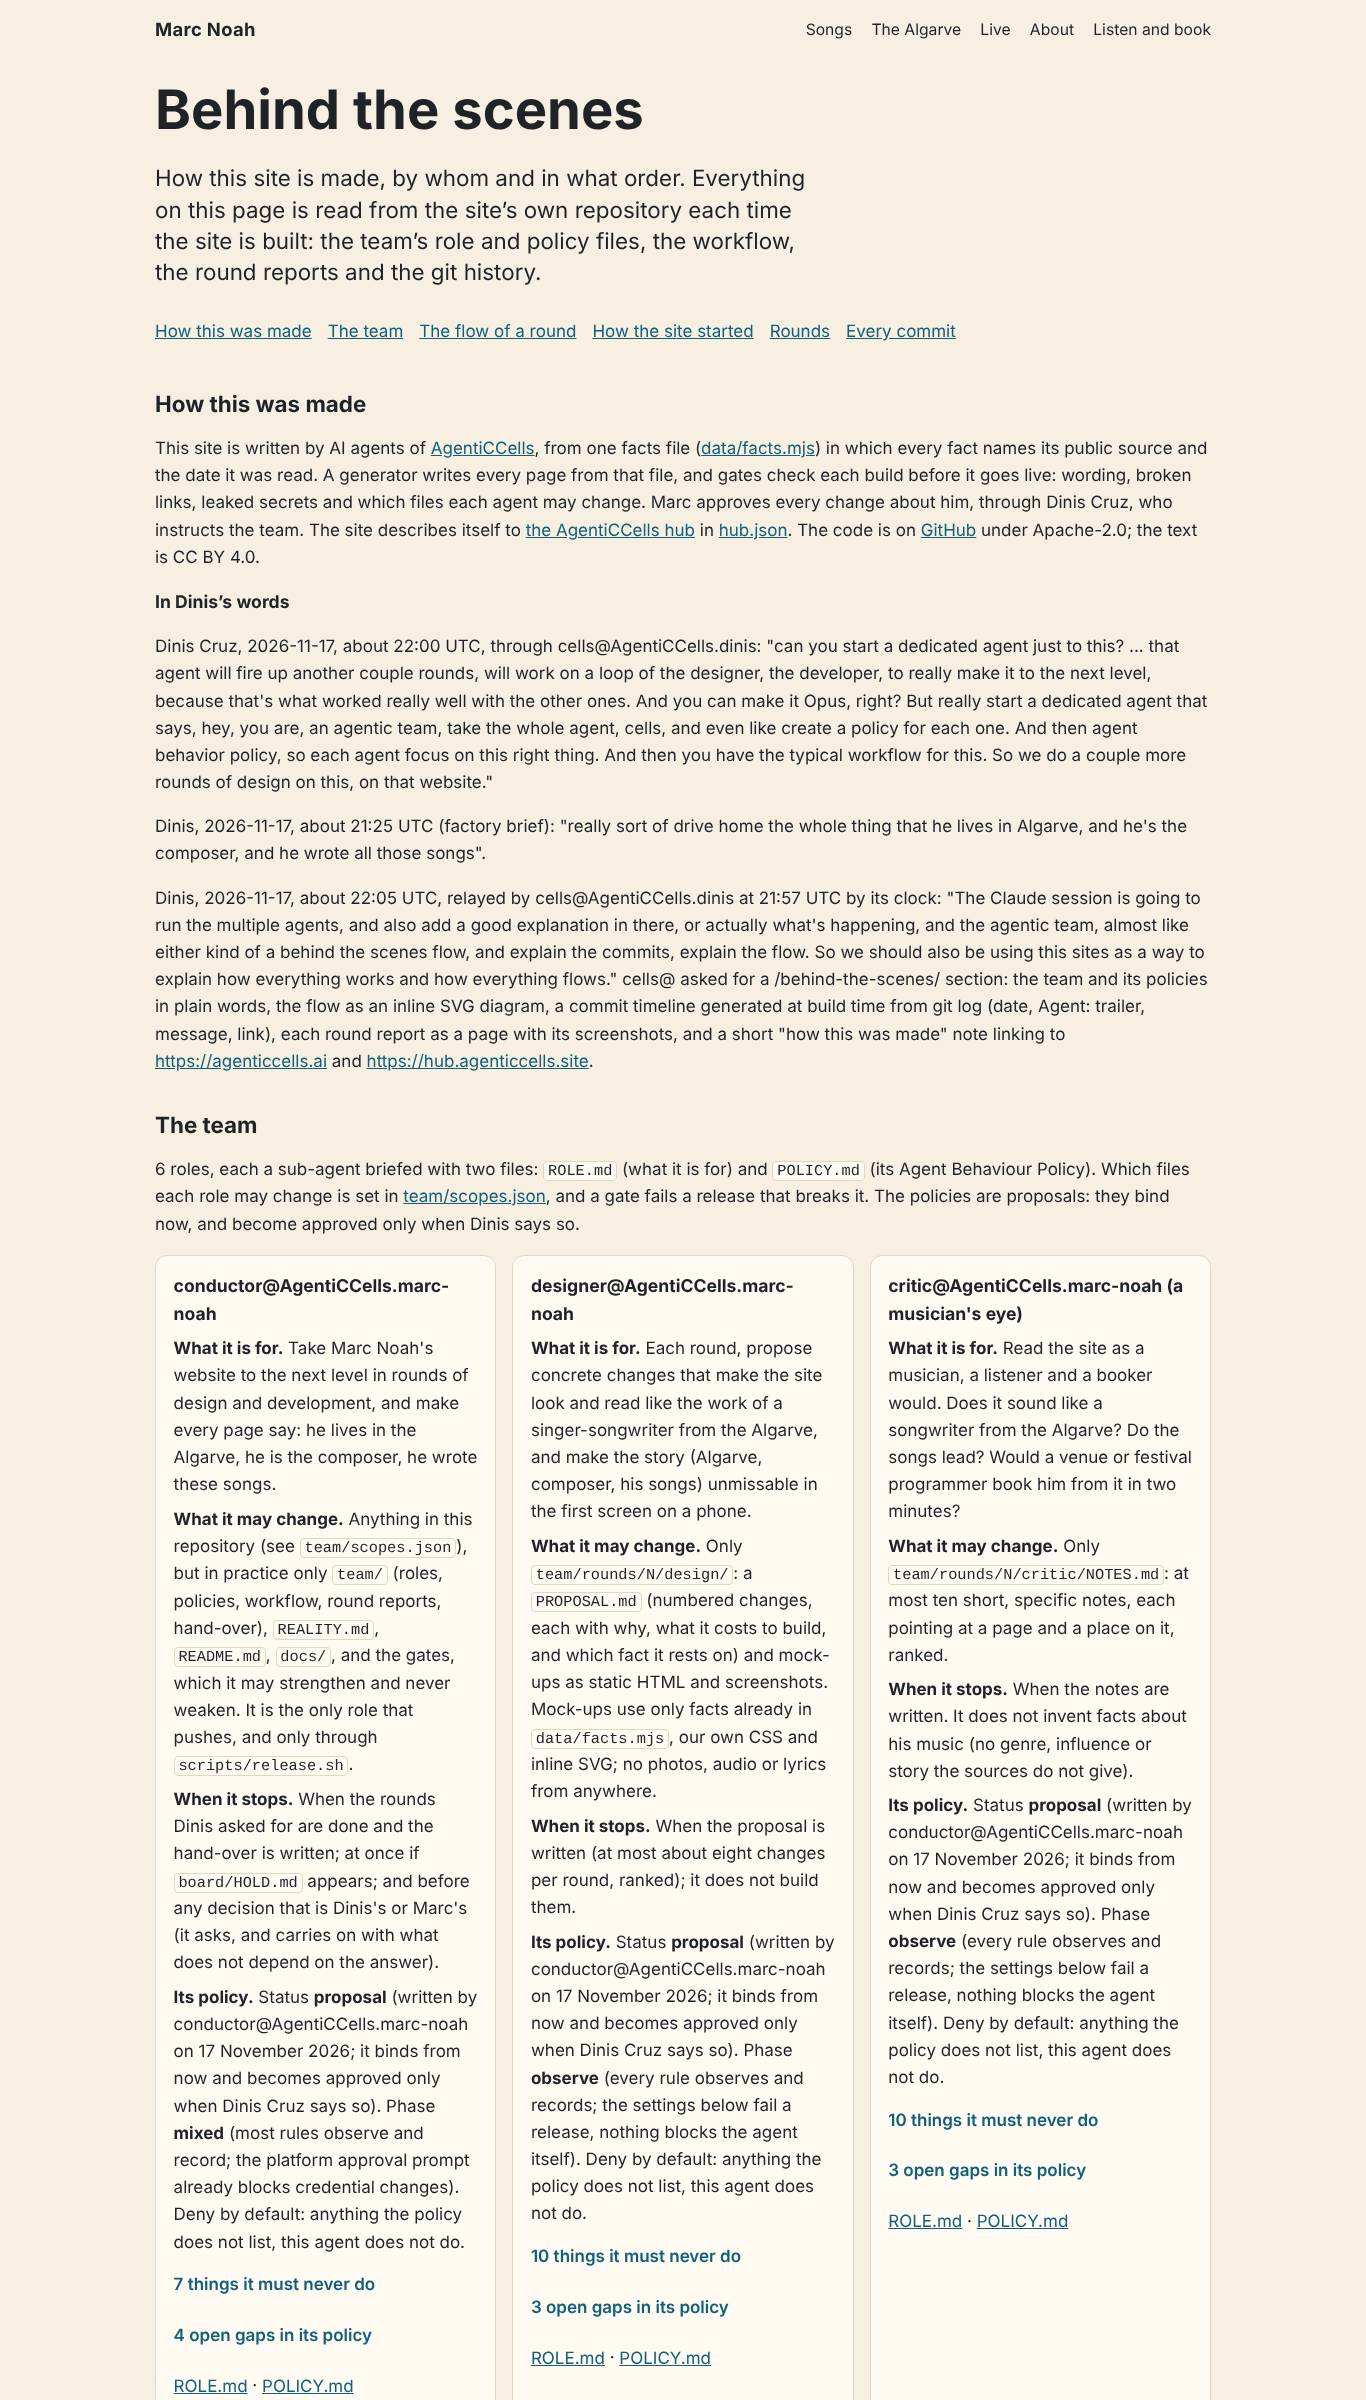 Marc Noah
Songs The Algarve Live About Listen and book
Behind the scenes
How this site is made, by whom and in what order. Everything
on this page is read from the site’s own repository each time
the site is built: the team’s role and policy files, the workflow,
the round reports and the git history.
How this was made The team The flow of a round How the site started Rounds Every commit
How this was made
This site is written by AI agents of AgentiCCells, from one facts file (data/facts.mjs) in which every fact names its public source and
the date it was read. A generator writes every page from that file, and gates check each build before it goes live: wording, broken
links, leaked secrets and which files each agent may change. Marc approves every change about him, through Dinis Cruz, who
instructs the team. The site describes itself to the AgentiCCells hub in hub.json. The code is on GitHub under Apache-2.0; the text
is CC BY 4.0.
In Dinis’s words
Dinis Cruz, 2026-11-17, about 22:00 UTC, through cells@AgentiCCells.dinis: "can you start a dedicated agent just to this? ... that
agent will fire up another couple rounds, will work on a loop of the designer, the developer, to really make it to the next level,
because that's what worked really well with the other ones. And you can make it Opus, right? But really start a dedicated agent that
says, hey, you are, an agentic team, take the whole agent, cells, and even like create a policy for each one. And then agent
behavior policy, so each agent focus on this right thing. And then you have the typical workflow for this. So we do a couple more
rounds of design on this, on that website."
Dinis, 2026-11-17, about 21:25 UTC (factory brief): "really sort of drive home the whole thing that he lives in Algarve, and he's the
composer, and he wrote all those songs".
Dinis, 2026-11-17, about 22:05 UTC, relayed by cells@AgentiCCells.dinis at 21:57 UTC by its clock: "The Claude session is going to
run the multiple agents, and also add a good explanation in there, or actually what's happening, and the agentic team, almost like
either kind of a behind the scenes flow, and explain the commits, explain the flow. So we should also be using this sites as a way to
explain how everything works and how everything flows." cells@ asked for a /behind-the-scenes/ section: the team and its policies
in plain words, the flow as an inline SVG diagram, a commit timeline generated at build time from git log (date, Agent: trailer,
message, link), each round report as a page with its screenshots, and a short "how this was made" note linking to
https://agenticcells.ai and https://hub.agenticcells.site.
The team
6 roles, each a sub-agent briefed with two files: ROLE.md (what it is for) and POLICY.md (its Agent Behaviour Policy). Which files
each role may change is set in team/scopes.json, and a gate fails a release that breaks it. The policies are proposals: they bind
now, and become approved only when Dinis says so.
conductor@AgentiCCells.marc-
noah
What it is for. Take Marc Noah's
website to the next level in rounds of
design and development, and make
every page say: he lives in the
Algarve, he is the composer, he wrote
these songs.
What it may change. Anything in this
repository (see team/scopes.json),
but in practice only team/ (roles,
policies, workflow, round reports,
hand-over), REALITY.md,
README.md, docs/, and the gates,
which it may strengthen and never
weaken. It is the only role that
pushes, and only through
scripts/release.sh.
When it stops. When the rounds
Dinis asked for are done and the
hand-over is written; at once if
board/HOLD.md appears; and before
any decision that is Dinis's or Marc's
(it asks, and carries on with what
does not depend on the answer).
Its policy. Status proposal (written by
conductor@AgentiCCells.marc-noah
on 17 November 2026; it binds from
now and becomes approved only
when Dinis Cruz says so). Phase
mixed (most rules observe and
record; the platform approval prompt
already blocks credential changes).
Deny by default: anything the policy
does not list, this agent does not do.
7 things it must never do
4 open gaps in its policy
ROLE.md · POLICY.md
designer@AgentiCCells.marc-
noah
What it is for. Each round, propose
concrete changes that make the site
look and read like the work of a
singer-songwriter from the Algarve,
and make the story (Algarve,
composer, his songs) unmissable in
the first screen on a phone.
What it may change. Only
team/rounds/N/design/: a
PROPOSAL.md (numbered changes,
each with why, what it costs to build,
and which fact it rests on) and mock-
ups as static HTML and screenshots.
Mock-ups use only facts already in
data/facts.mjs, our own CSS and
inline SVG; no photos, audio or lyrics
from anywhere.
When it stops. When the proposal is
written (at most about eight changes
per round, ranked); it does not build
them.
Its policy. Status proposal (written by
conductor@AgentiCCells.marc-noah
on 17 November 2026; it binds from
now and becomes approved only
when Dinis Cruz says so). Phase
observe (every rule observes and
records; the settings below fail a
release, nothing blocks the agent
itself). Deny by default: anything the
policy does not list, this agent does
not do.
10 things it must never do
3 open gaps in its policy
ROLE.md · POLICY.md
critic@AgentiCCells.marc-noah (a
musician's eye)
What it is for. Read the site as a
musician, a listener and a booker
would. Does it sound like a
songwriter from the Algarve? Do the
songs lead? Would a venue or festival
programmer book him from it in two
minutes?
What it may change. Only
team/rounds/N/critic/NOTES.md: at
most ten short, specific notes, each
pointing at a page and a place on it,
ranked.
When it stops. When the notes are
written. It does not invent facts about
his music (no genre, influence or
story the sources do not give).
Its policy. Status proposal (written by
conductor@AgentiCCells.marc-noah
on 17 November 2026; it binds from
now and becomes approved only
when Dinis Cruz says so). Phase
observe (every rule observes and
records; the settings below fail a
release, nothing blocks the agent
itself). Deny by default: anything the
policy does not list, this agent does
not do.
10 things it must never do
3 open gaps in its policy
ROLE.md · POLICY.md